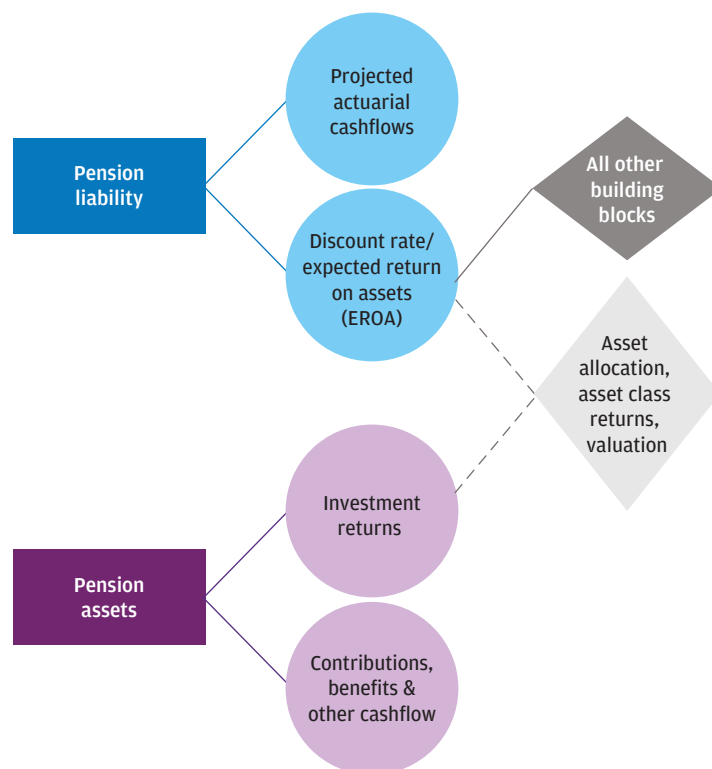 Projected
actuarial
cashflows
Pension
liability
All other
building
blocks
Discount rate/
expected return
on assets
(EROA)
Asset
allocation,
asset class
returns,
valuation
Investment
returns
Pension
assets
Contributions,
benefits &
other cashflow